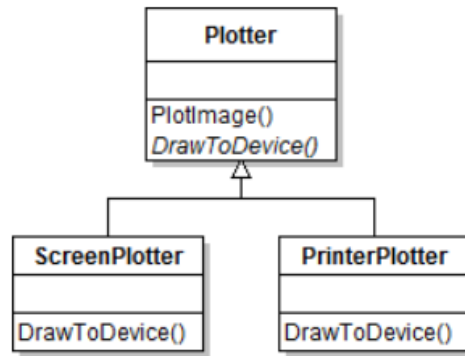 Plotter
PlotImage()
DrawToDevice()
ScreenPlotter
DrawToDevice()
PrinterPlotter
DrawToDevice()